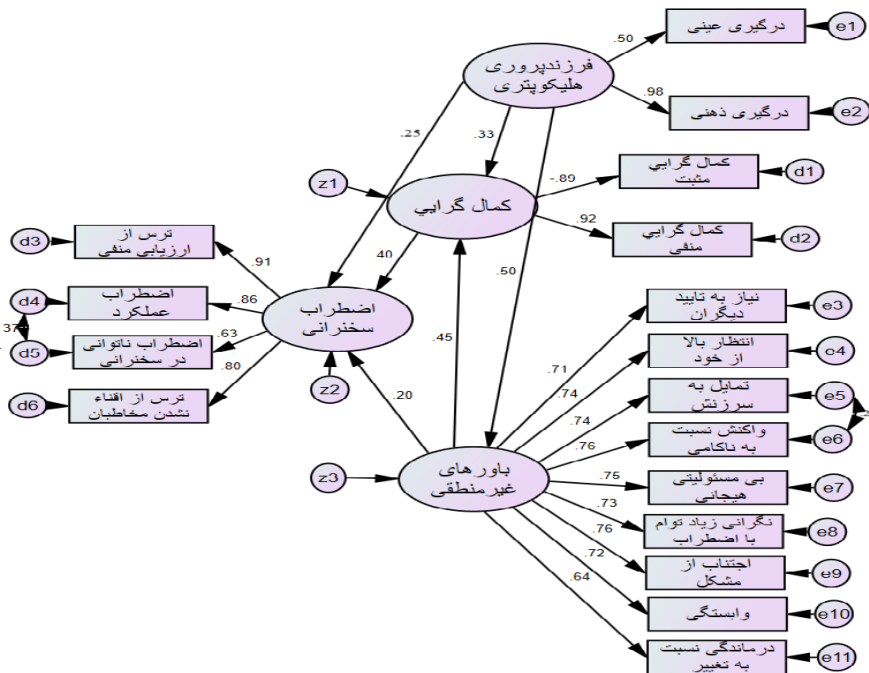 درگیری عینی
e1
.50
فرزندپروری
هلیکوپتری
.98
درگیری ذهنی
e2
.25
.33
z1
کمال گرایي
-.89
کمال گرایي
مثبت
d1
.92
کمال گرایي
منفی
d2
d3
ترس از
ارزیابی منفی
.91
40
.50
d4
اضطراب
عملکرد
.86
اضطراب
سخنرانی
37
d5
اضطراب ناتوانی
در سخنرانی
.63
d6
ترس از اقناء
نشدن مخاطبان
.80
z2
.45
.20
z3
باورهای
غیرمنطقی
.71
نیاز به تایید
دیگران
e3
.74
انتظار بالا
از خود
e4
.74
تمایل به
سرزنش
e5
.76
واکنش نسبت
به ناکامی
e6
.75
بی مسئولیتی
هیجانی
e7
.73
نگرانی زیاد توام
با اضطراب
e8
.76
اجتناب از
مشکل
e9
.72
وابستگی
e10
.64
درماندگی نسبت
به تغییر
e11